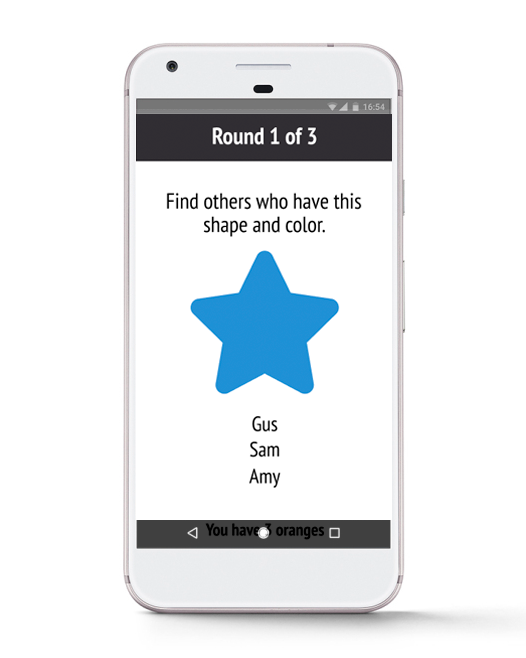 16:54
Round 1 of 3
Find others who have this
shape and color.
Gus
Sam
Amy
You have 3 oranges